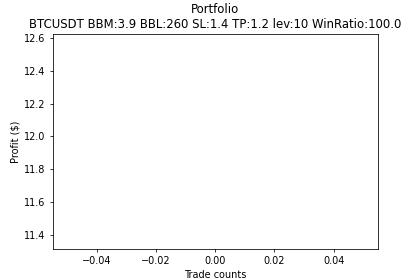 Portfolio
BTCUSDT BBM:3.9 BBL:260 SL:1.4 TP:1.2 lev:10 WinRatio:100.0
12.6
12.4
12.2
12.0
11.8
11.6
11.4
Profit ($)
−0.04 −0.02 0.00 0.02 0.04
Trade counts